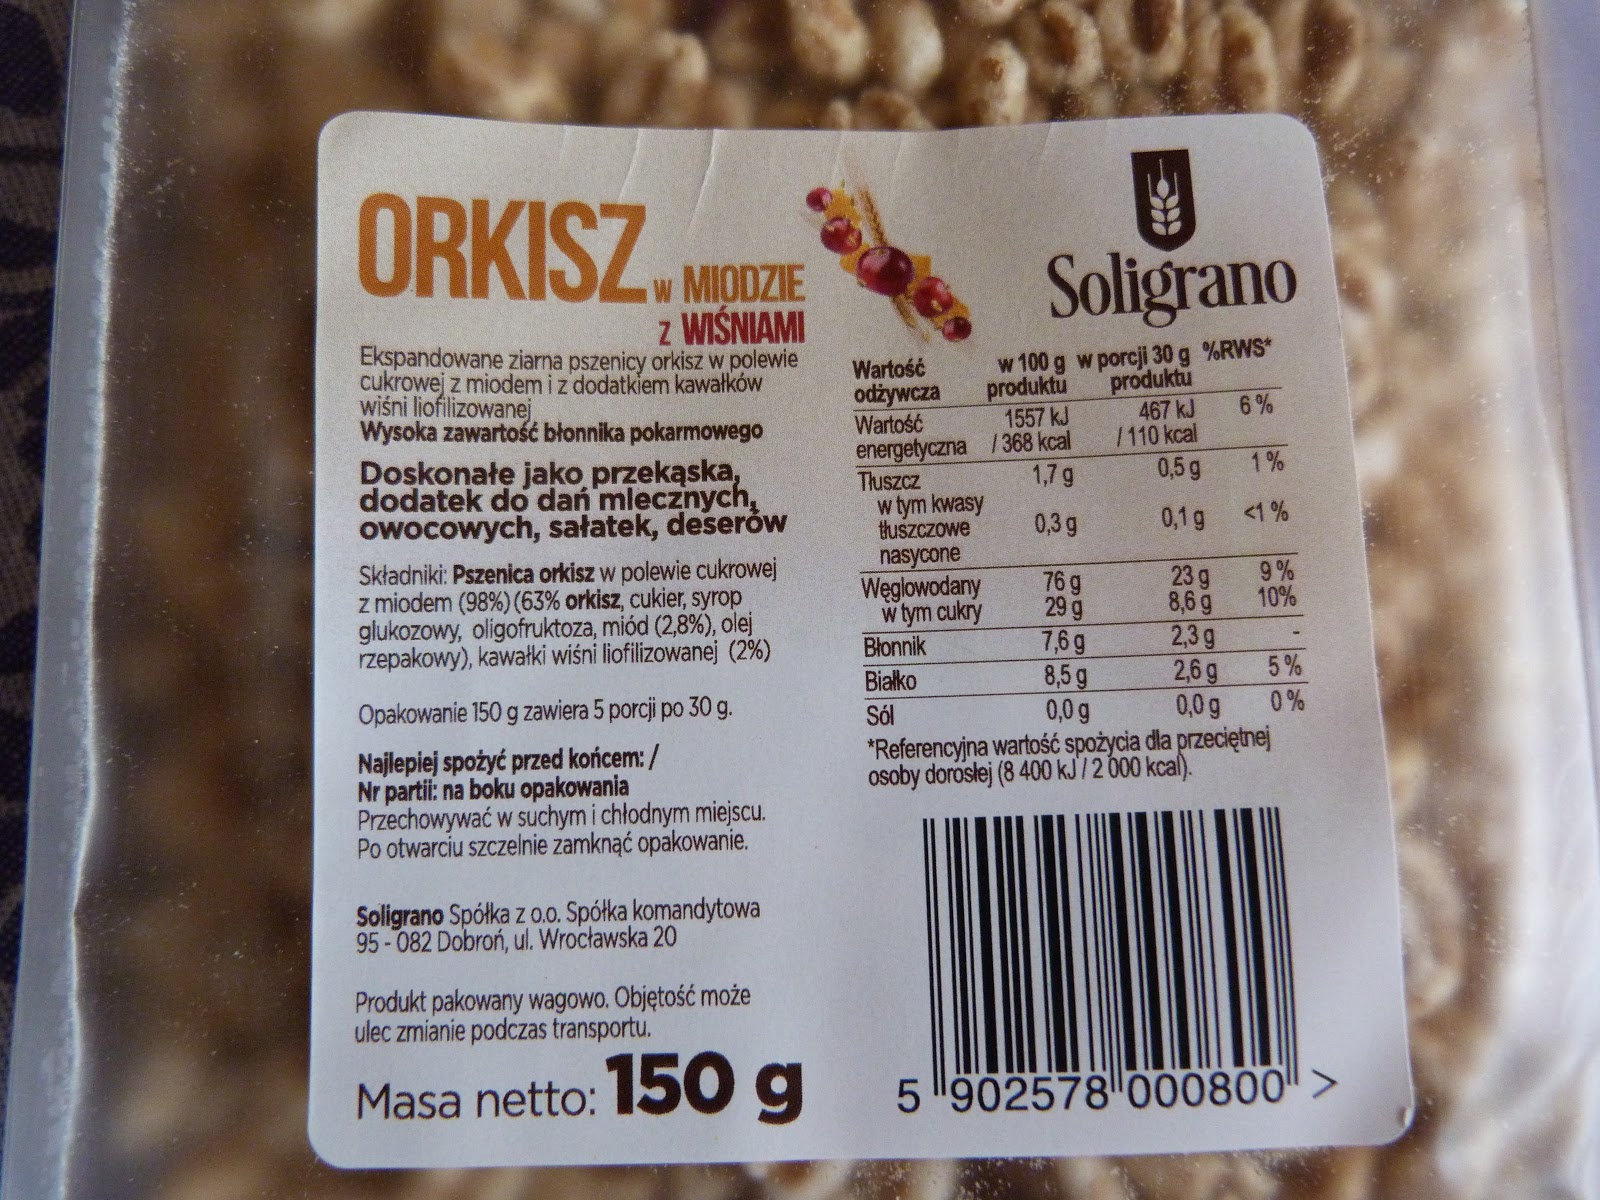 ORKISZ w MIODZIE
z WIŚNIAMI
Ekspandowane ziarna pszenicy orkisz w polewie
cukrowej z miodem i z dodatkiem kawałków
wiśni liofilizowanej
Wysoka zawartość błonnika pokarmowego
Doskonałe jako przekąska,
dodatek do dań mlecznych,
owocowych, sałatek, deserów
Składniki: Pszenica orkisz w polewie cukrowej
z miodem (98%) (63% orkisz, cukier, syrop
glukozowy, oligofruktoza, miód (2,8%), olej
rzepakowy), kawałki wiśni liofilizowanej (2%)
Opakowanie 150 g zawiera 5 porcji po 30 g.
Najlepiej spożyć przed końcem: /
Nr partii: na boku opakowania
Przechowywać w suchym i chłodnym miejscu.
Po otwarciu szczelnie zamknąć opakowanie.
Soligrano Spółka z o.o. Spółka komandytowa
95 - 082 Dobroń, ul. Wrocławska 20
Produkt pakowany wagowo. Objętość może
ulec zmianie podczas transportu.
Masa netto: 150 g
Soligrano
Wartość w 100 g w porcji 30 g %RWS*
odżywcza produktu produktu
Wartość 1557 kJ 467 kJ 6 %
energetyczna / 368 kcal / 110 kcal
Tłuszcz 1,7 g 0,5 g 1 %
w tym kwasy
tłuszczowe 0,3 g 0,1 g <1 %
nasycone
Węglowodany 76 g 23 g 9 %
w tym cukry 29 g 8,6 g 10%
Błonnik 7,6 g 2,3 g -
Białko 8,5 g 2,6 g 5 %
Sól 0,0 g 0,0 g 0 %
*Referencyjna wartość spożycia dla przeciętnej
osoby dorosłej (8 400 kJ / 2 000 kcal).
5 902578 000800 >